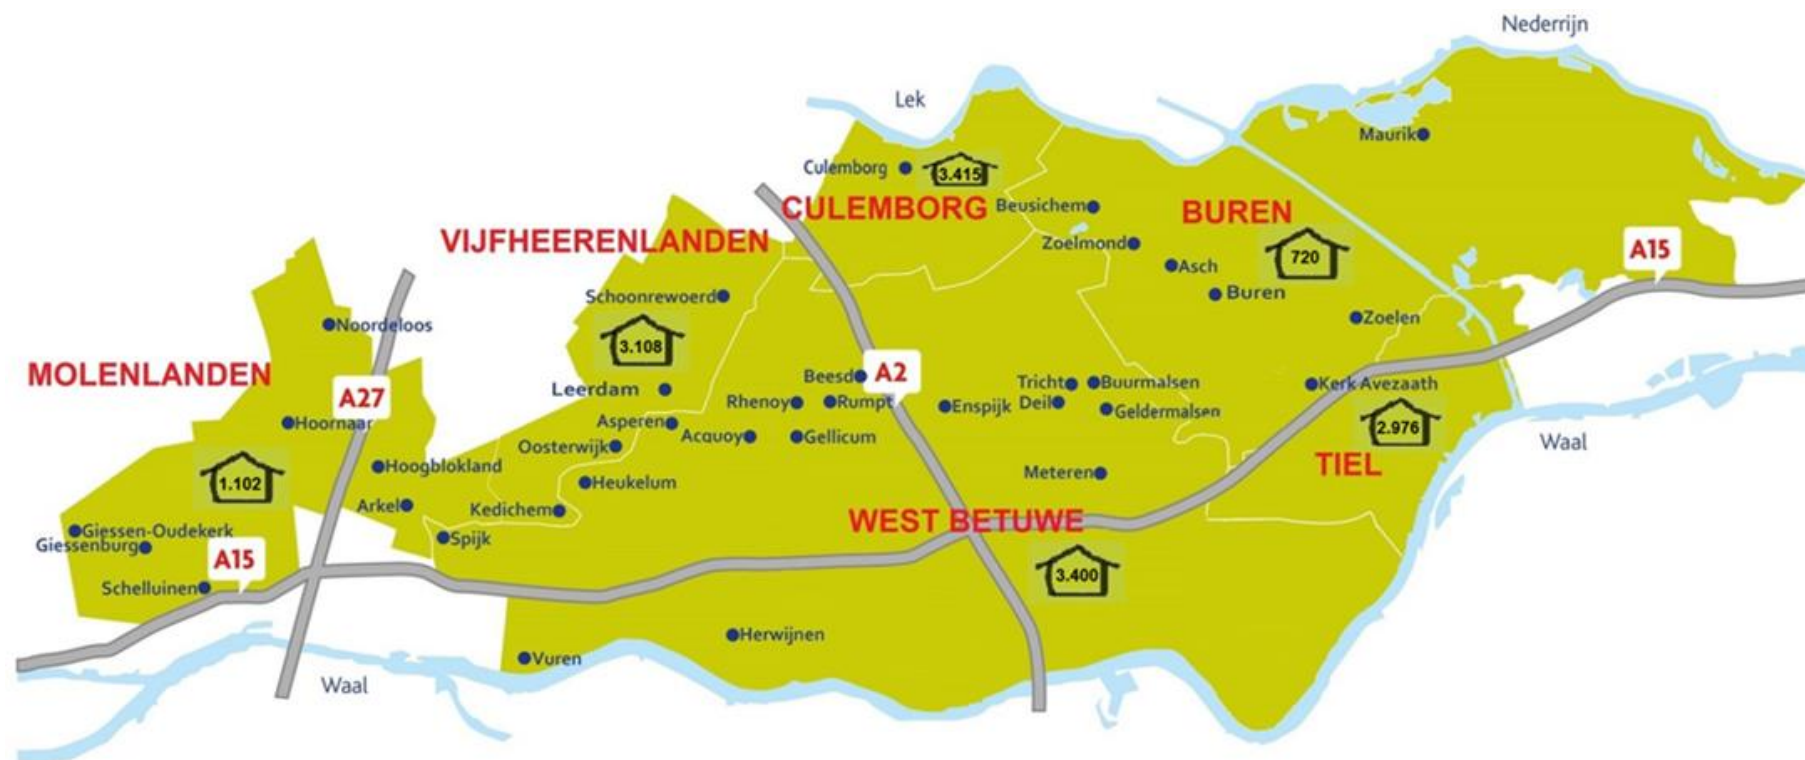 Nederrijn
Lek
Maurik
Culemborg
3.415
CULEMBORG
Beusichem
BUREN
VIJFHEERENLANDEN
Zoelmond
A15
720
Asch
Schoonrewoerd
Buren
Noordeloos
Zoelen
3.108
MOLENLANDEN
Beesd
A2
Tricht
Buurmalsen
Kerk Avezaath
Leerdam
A27
Rhenoy
Rumpt
Enspijk
Deil
Geldermalsen
Hoornaar
Asperen
Acquoy
Gellicum
2.976
Waal
Oosterwijk
TIEL
Hoogblokland
Meteren
1.102
Heukelum
Arkel
Kedichem
WEST BETUWE
Giessen-Oudekerk
Giessenburg
Spijk
A15
3.400
Schelluinen
Herwijnen
Vuren
Waal